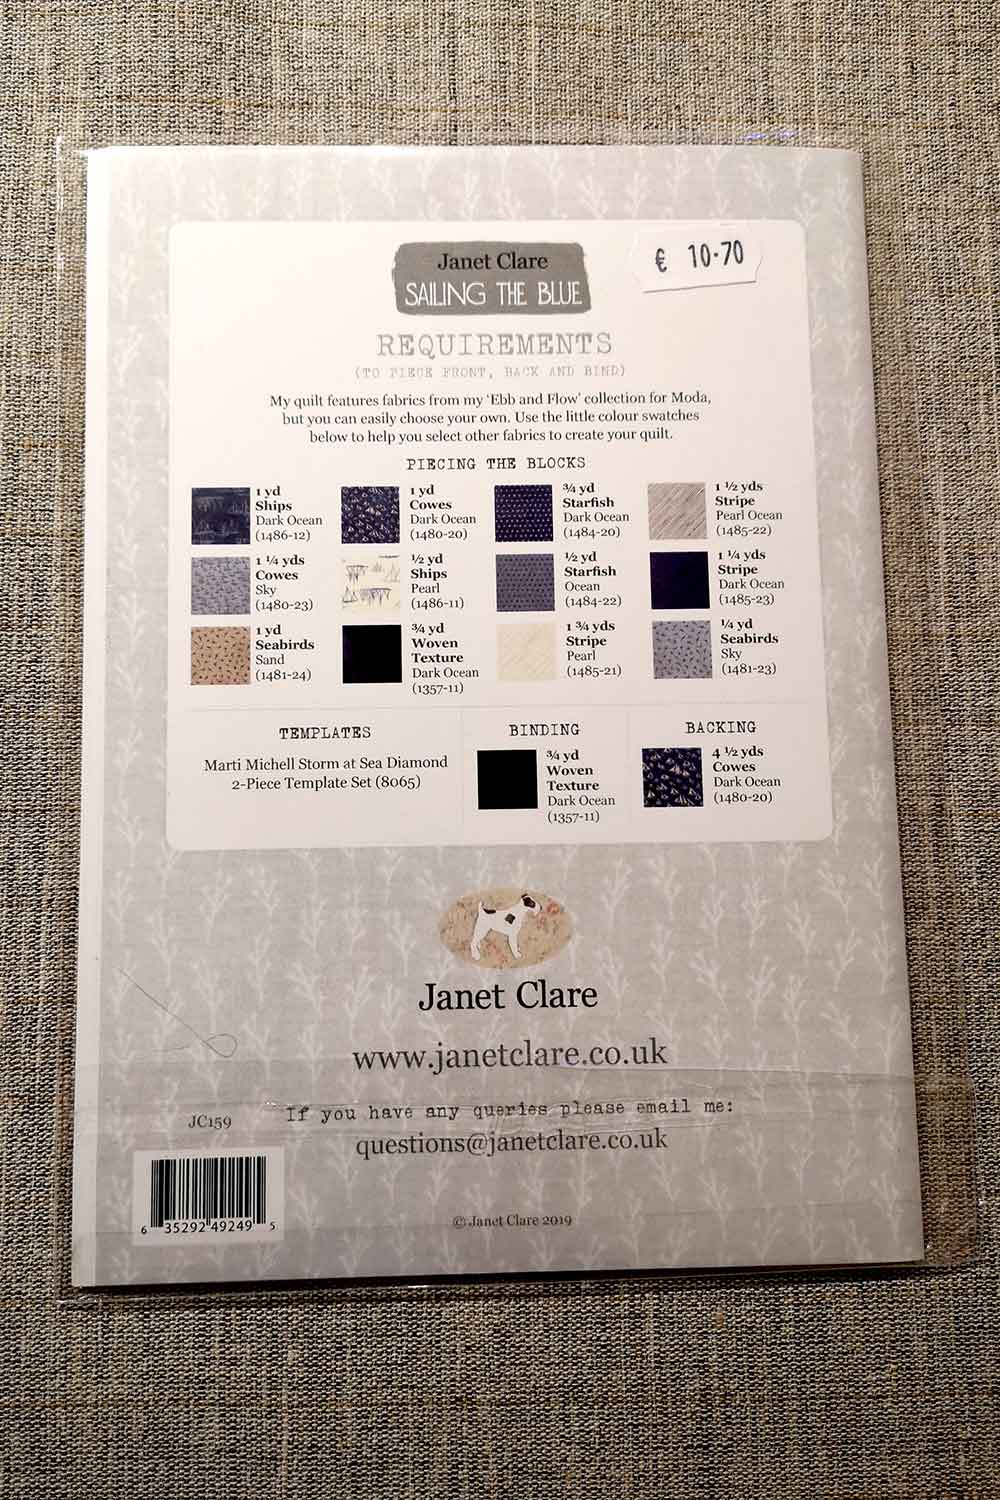 Janet Clare
SAILING THE BLUE
€ 10-70
REQUIREMENTS
(TO PIECE FRONT, BACK AND BIND)
My quilt features fabrics from my 'Ebb and Flow' collection for Moda,
but you can easily choose your own. Use the little colour swatches
below to help you select other fabrics to create your quilt.
PIECING THE BLOCKS
1 yd
Ships
Dark Ocean
(1486-12)
1 yd
Cowes
Dark Ocean
(1480-20)
¾ yd
Starfish
Dark Ocean
(1484-20)
1 ½ yds
Stripe
Pearl Ocean
(1485-22)
1 ¼ yds
Cowes
Sky
(1480-23)
½ yd
Ships
Pearl
(1486-11)
½ yd
Starfish
Ocean
(1484-22)
1 ¼ yds
Stripe
Dark Ocean
(1485-23)
1 yd
Seabirds
Sand
(1481-24)
¾ yd
Woven
Texture
Dark Ocean
(1357-11)
1 ¾ yds
Stripe
Pearl
(1485-21)
¼ yd
Seabirds
Sky
(1481-23)
TEMPLATES
Marti Michell Storm at Sea Diamond
2-Piece Template Set (8065)
BINDING
¾ yd
Woven
Texture
Dark Ocean
(1357-11)
BACKING
4 ½ yds
Cowes
Dark Ocean
(1480-20)
Janet Clare
www.janetclare.co.uk
If you have any queries please email me:
questions@janetclare.co.uk
JC159
6 35292 49249 5
© Janet Clare 2019